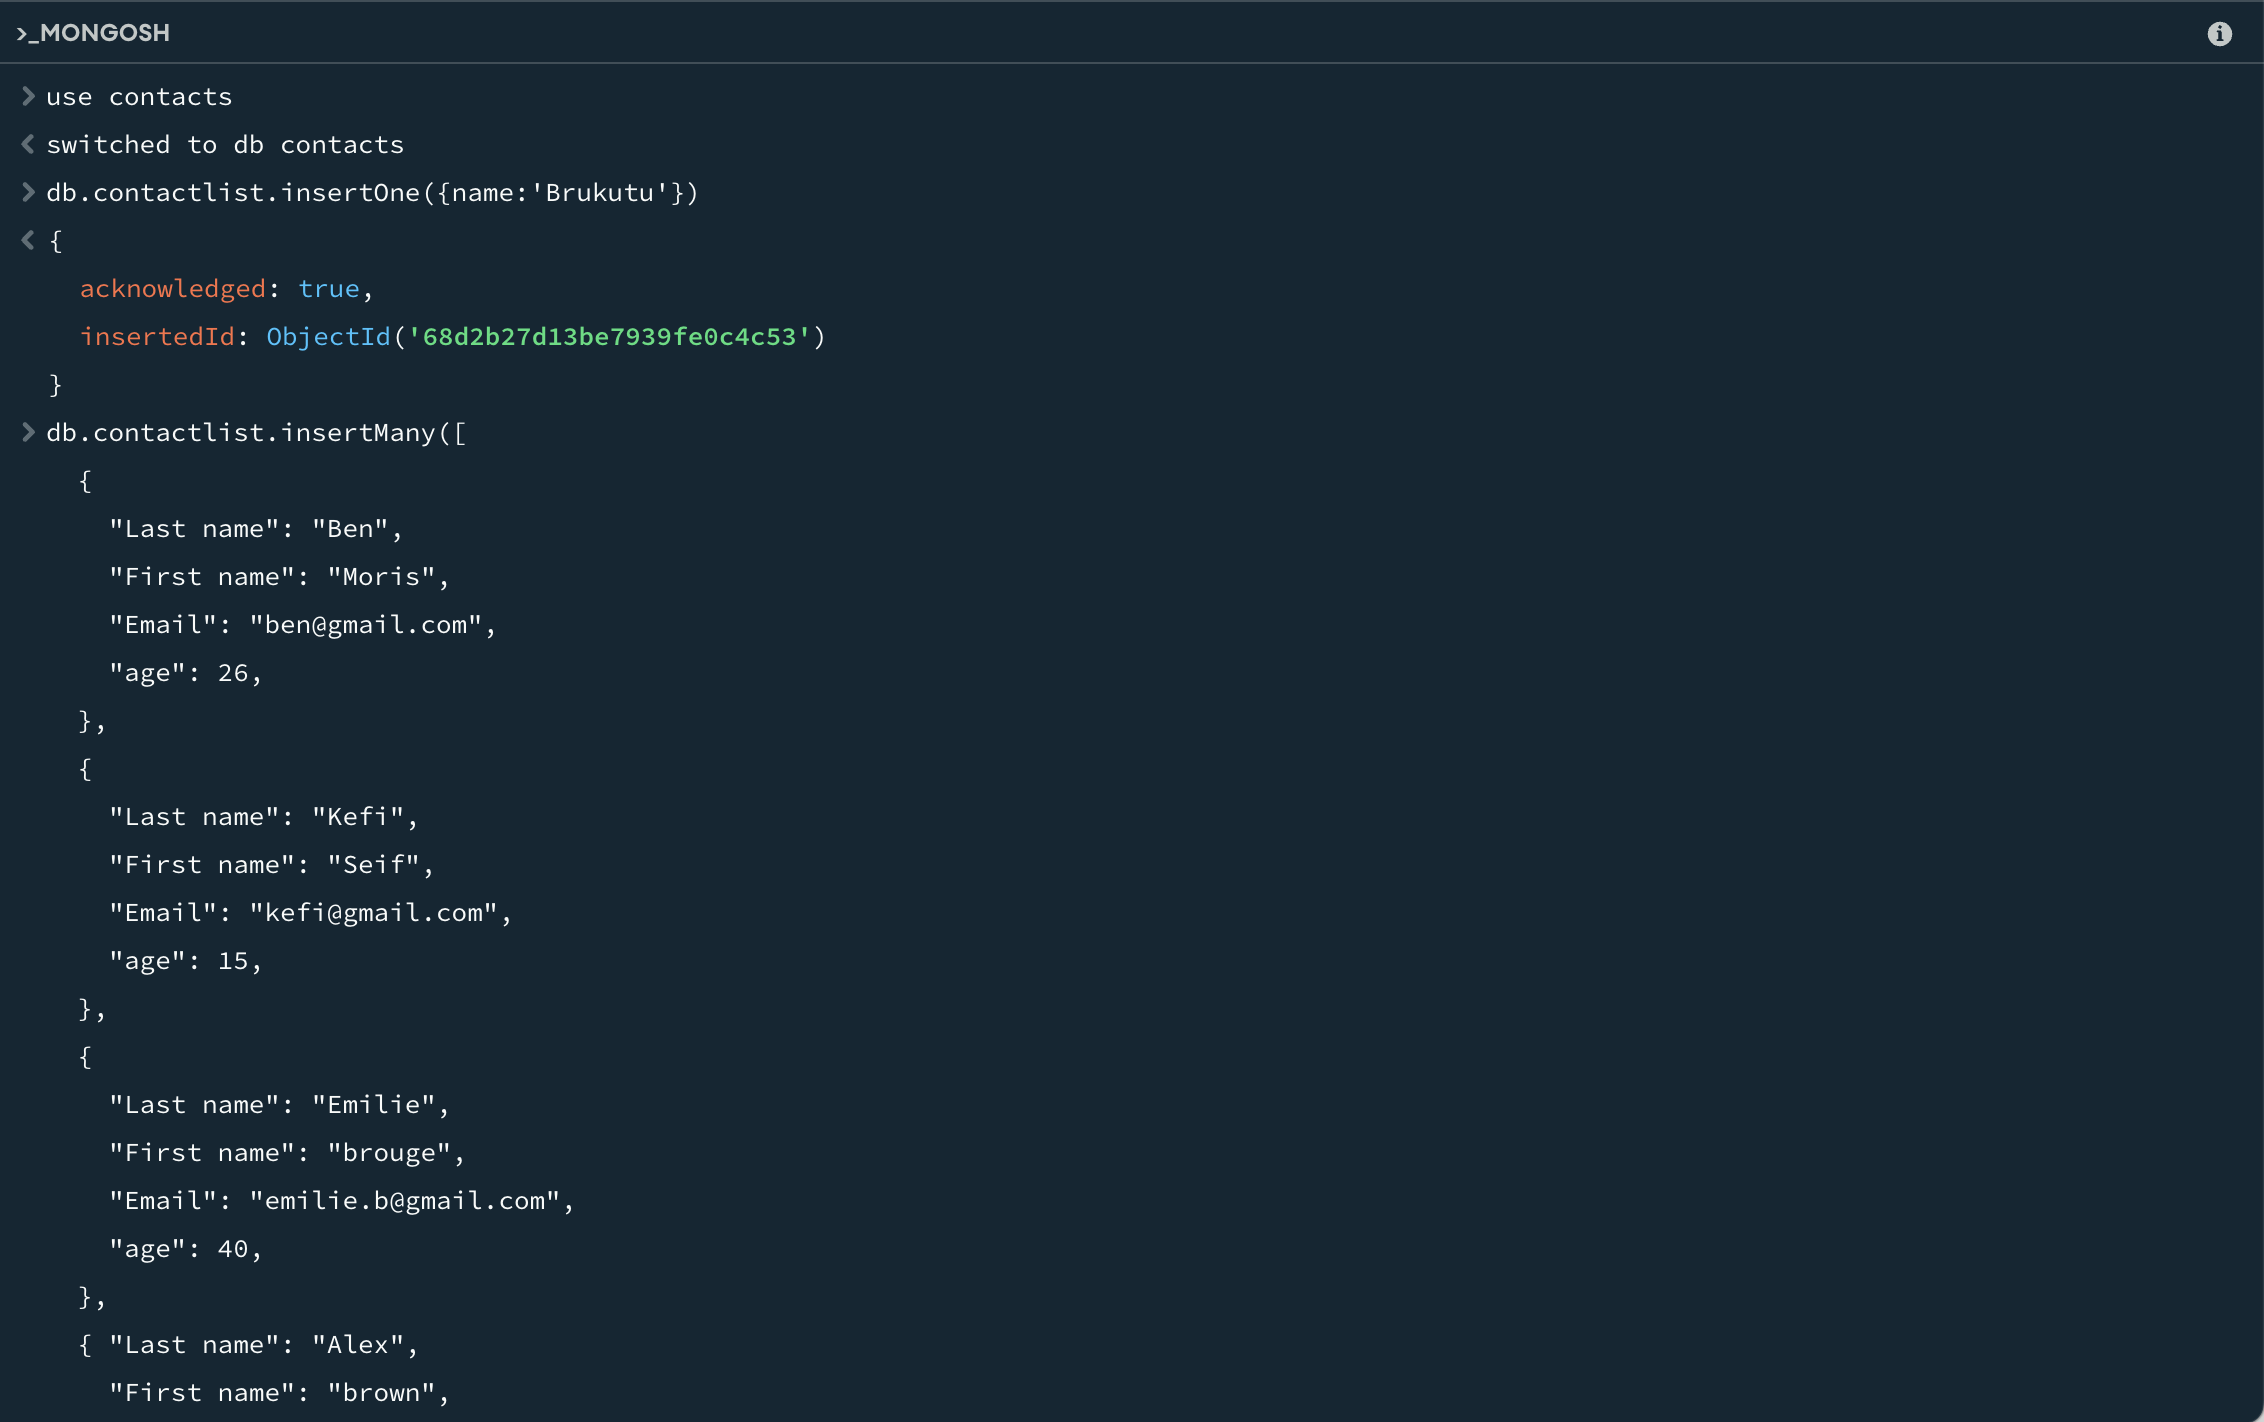 >_MONGOSH
> use contacts
< switched to db contacts
> db.contactlist.insertOne({name:'Brukutu'})
< {
acknowledged: true,
insertedId: ObjectId('68d2b27d13be7939fe0c4c53')
}
> db.contactlist.insertMany([
{
"Last name": "Ben",
"First name": "Moris",
"Email": "ben@gmail.com",
"age": 26,
},
{
"Last name": "Kefi",
"First name": "Seif",
"Email": "kefi@gmail.com",
"age": 15,
},
{
"Last name": "Emilie",
"First name": "brouge",
"Email": "emilie.b@gmail.com",
"age": 40,
},
{ "Last name": "Alex",
"First name": "brown",